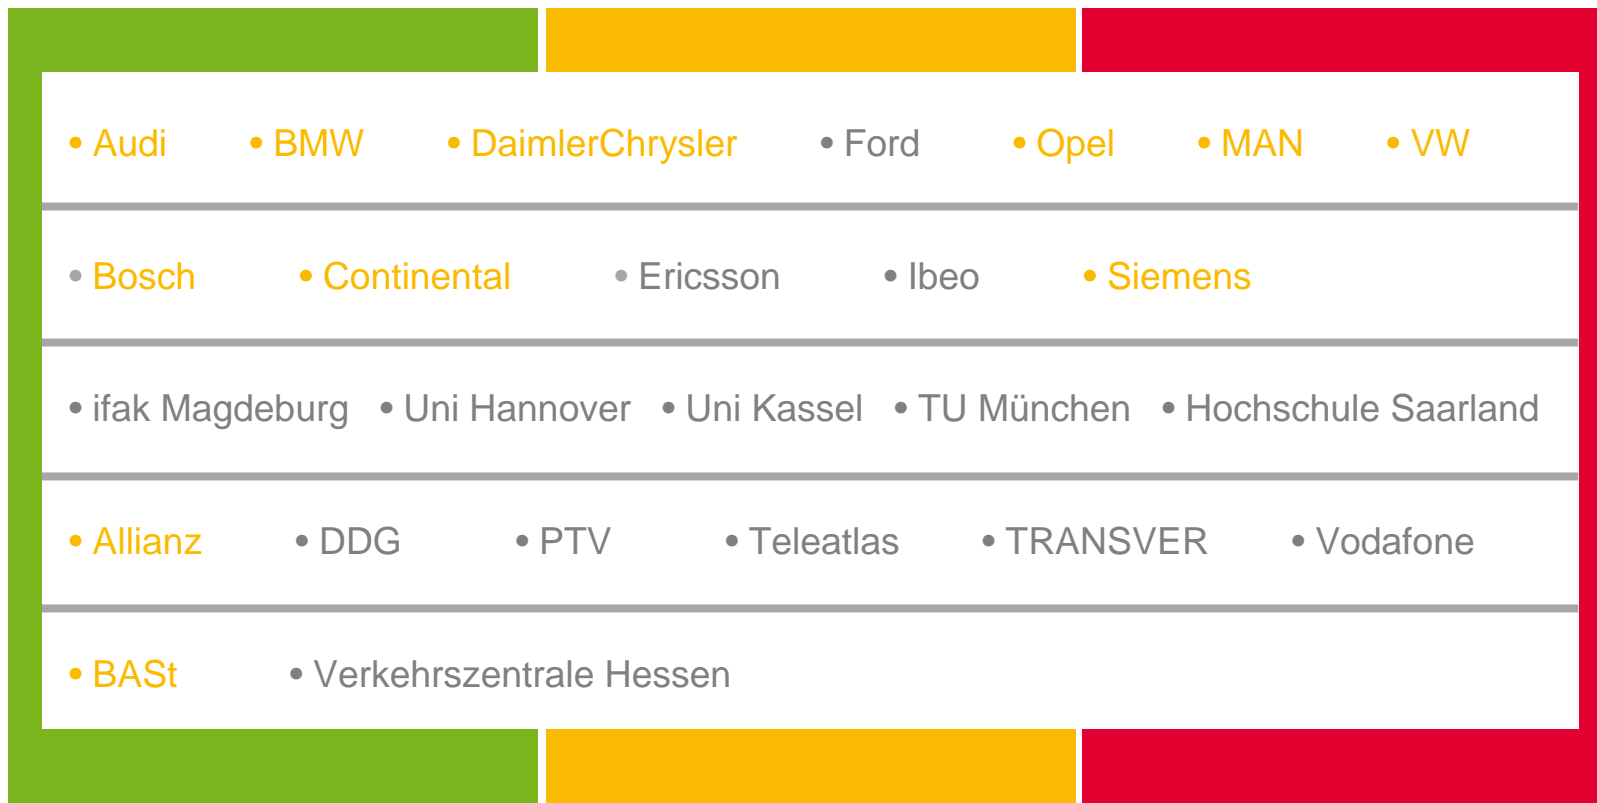 • Audi • BMW • DaimlerChrysler • Ford • Opel • MAN • VW
• Bosch • Continental • Ericsson • Ibeo • Siemens
• ifak Magdeburg • Uni Hannover • Uni Kassel • TU München • Hochschule Saarland
• Allianz • DDG • PTV • Teleatlas • TRANSVER • Vodafone
• BASt • Verkehrszentrale Hessen